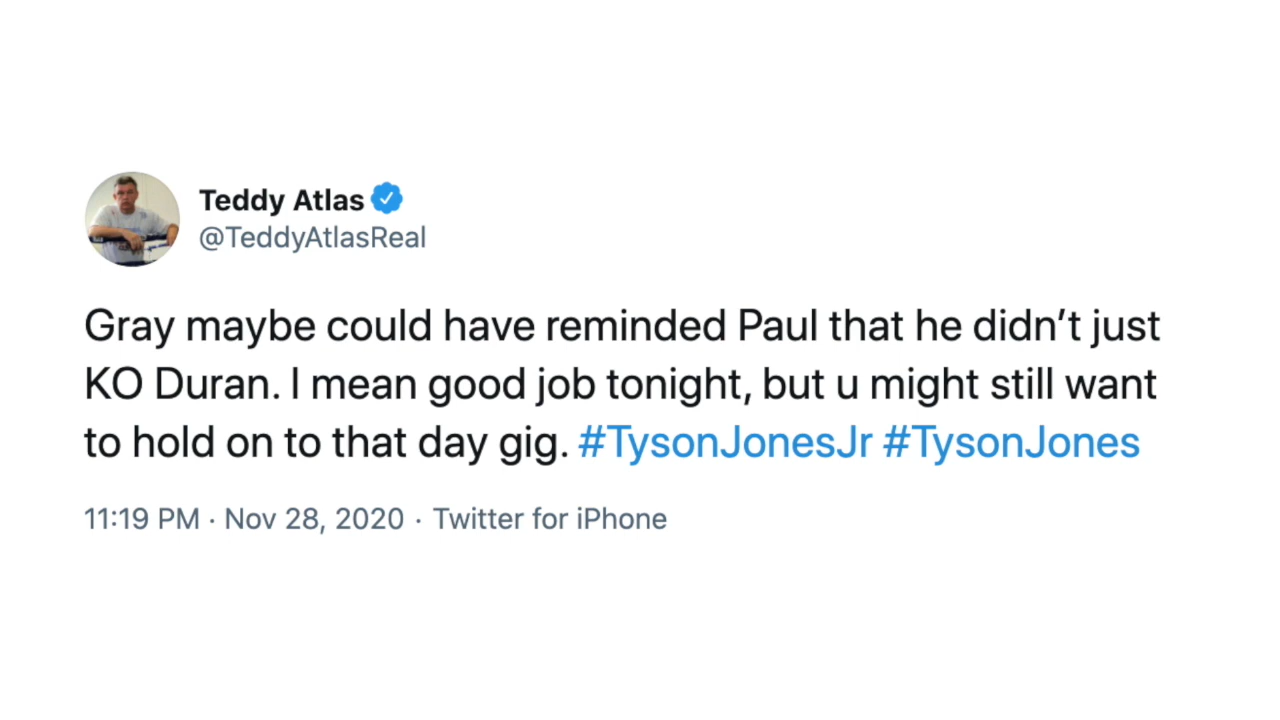 Teddy Atlas
@TeddyAtlasReal
Gray maybe could have reminded Paul that he didn’t just
KO Duran. I mean good job tonight, but u might still want
to hold on to that day gig. #TysonJonesJr #TysonJones
11:19 PM · Nov 28, 2020 · Twitter for iPhone